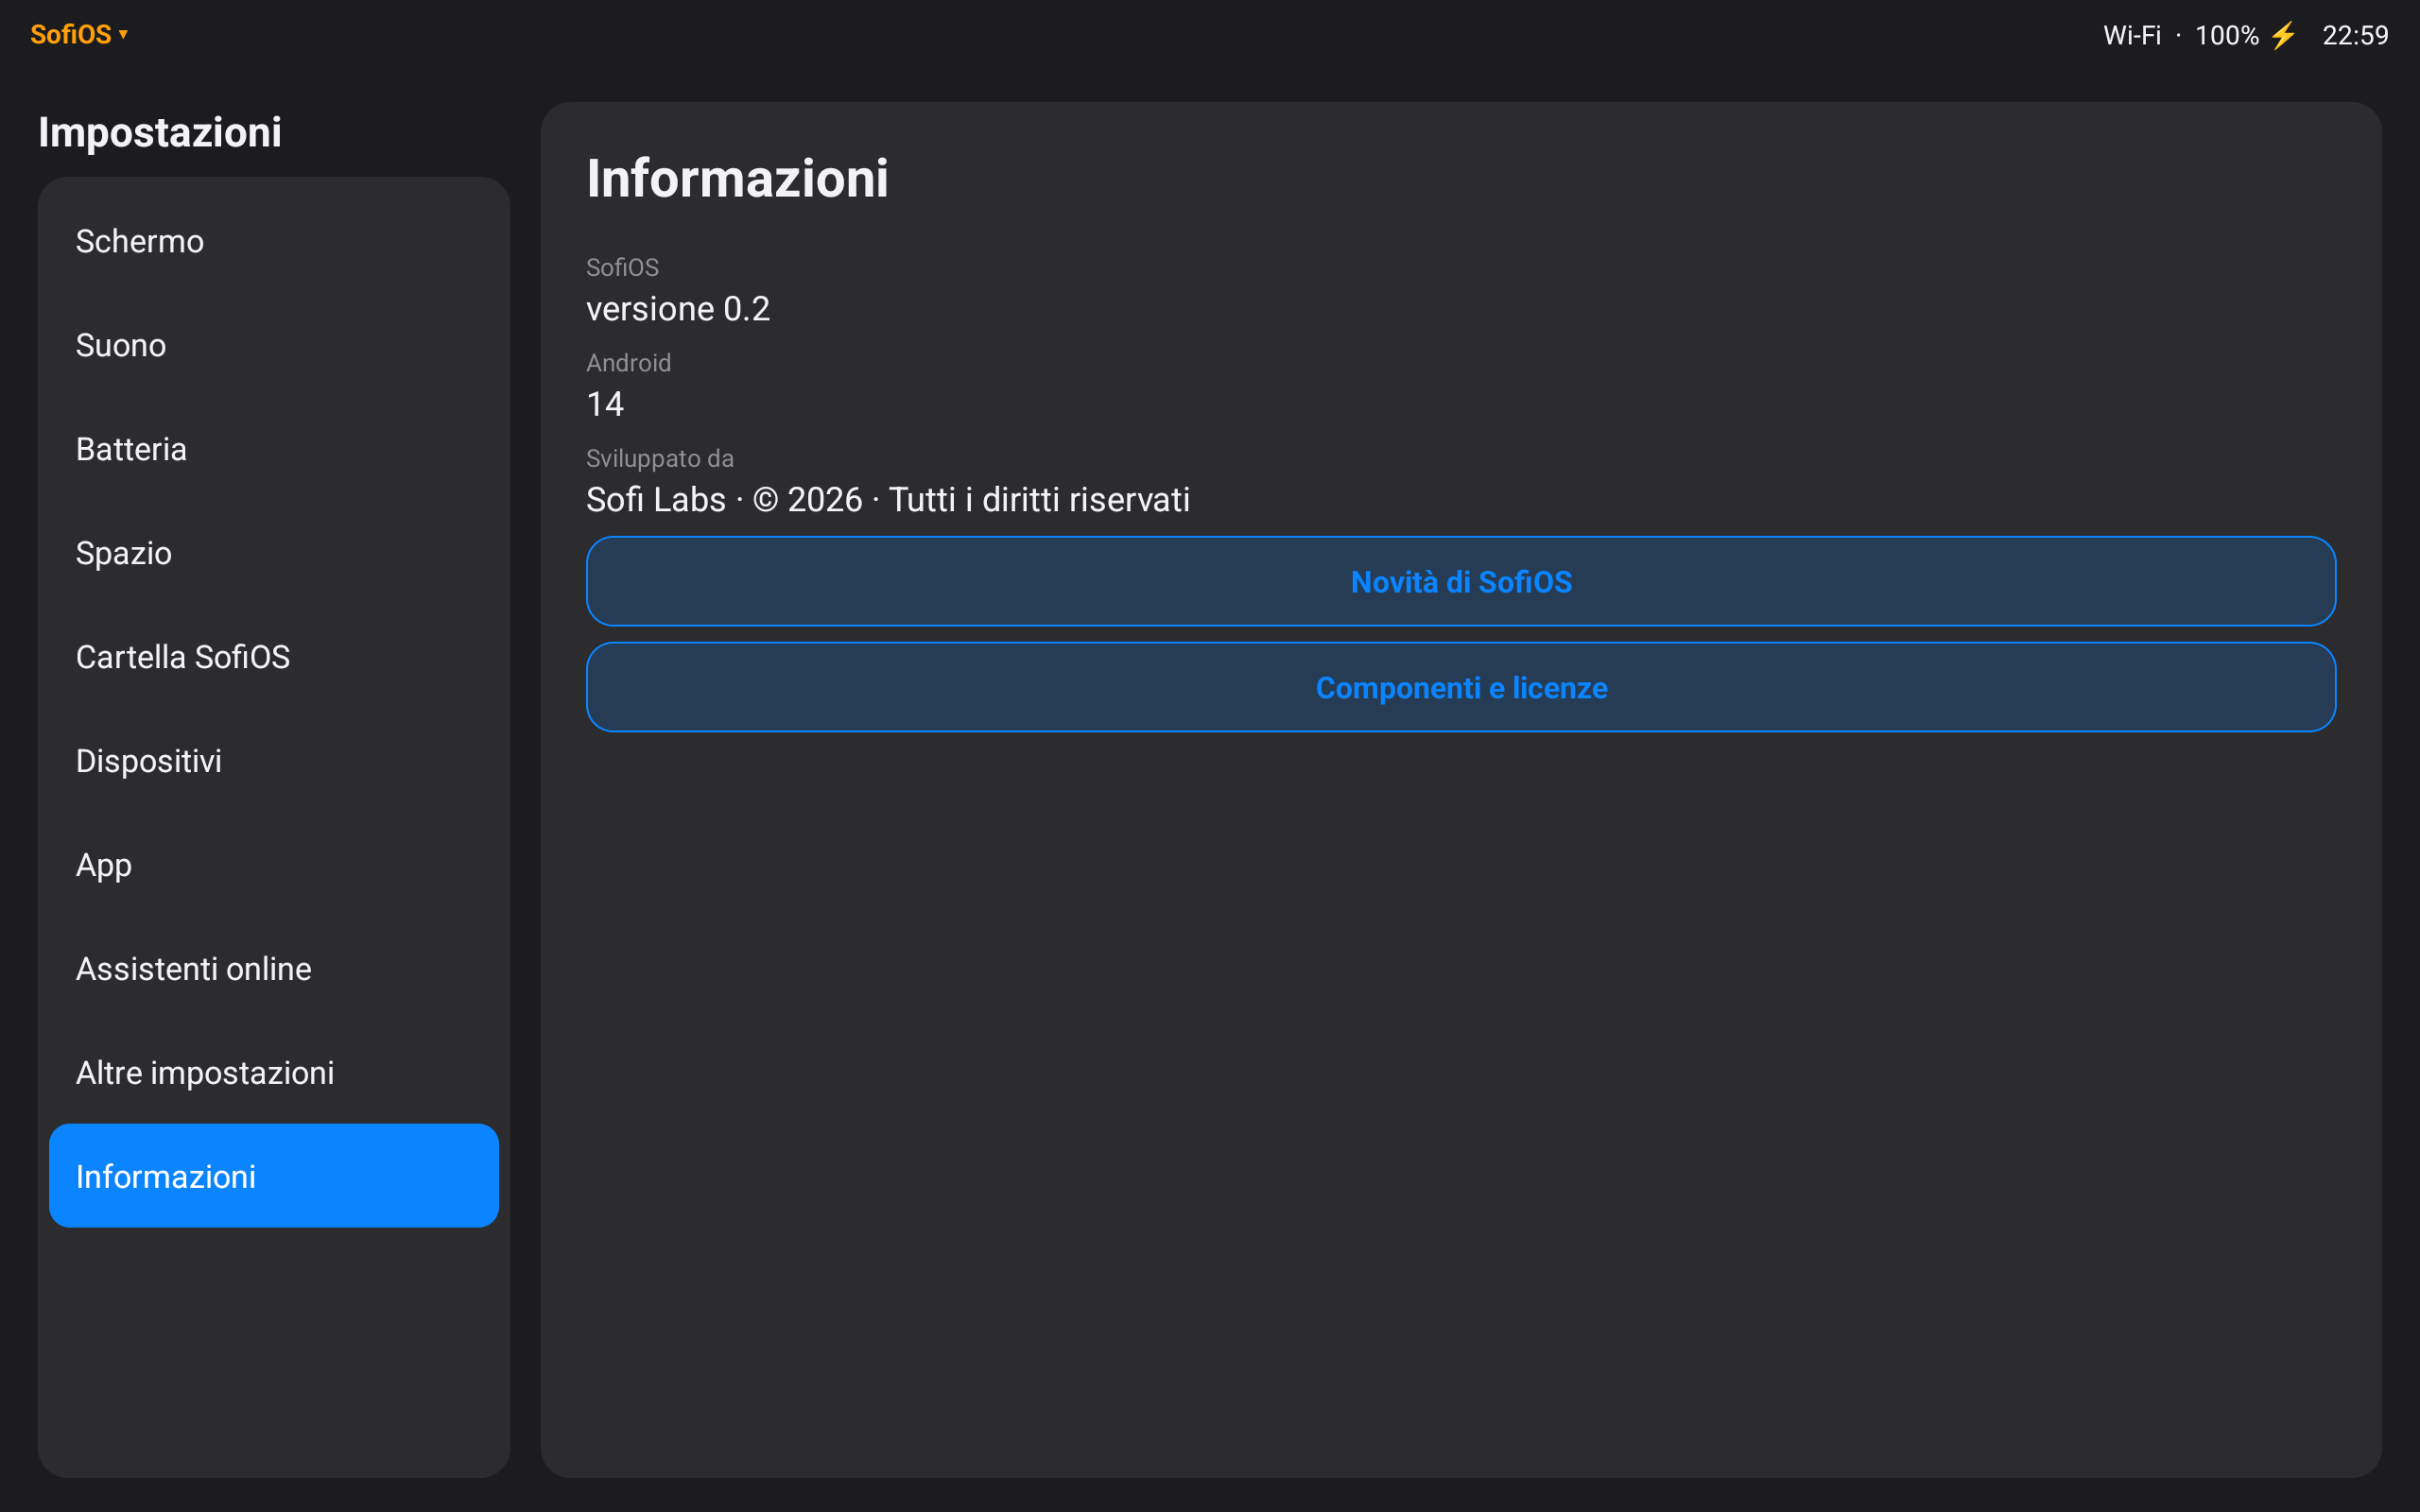 SofiOS ▾
Wi-Fi · 100% ⚡ 22:59
Impostazioni
Schermo
Suono
Batteria
Spazio
Cartella SofiOS
Dispositivi
App
Assistenti online
Altre impostazioni
Informazioni
Informazioni
SofiOS
versione 0.2
Android
14
Sviluppato da
Sofi Labs · © 2026 · Tutti i diritti riservati
Novità di SofiOS
Componenti e licenze